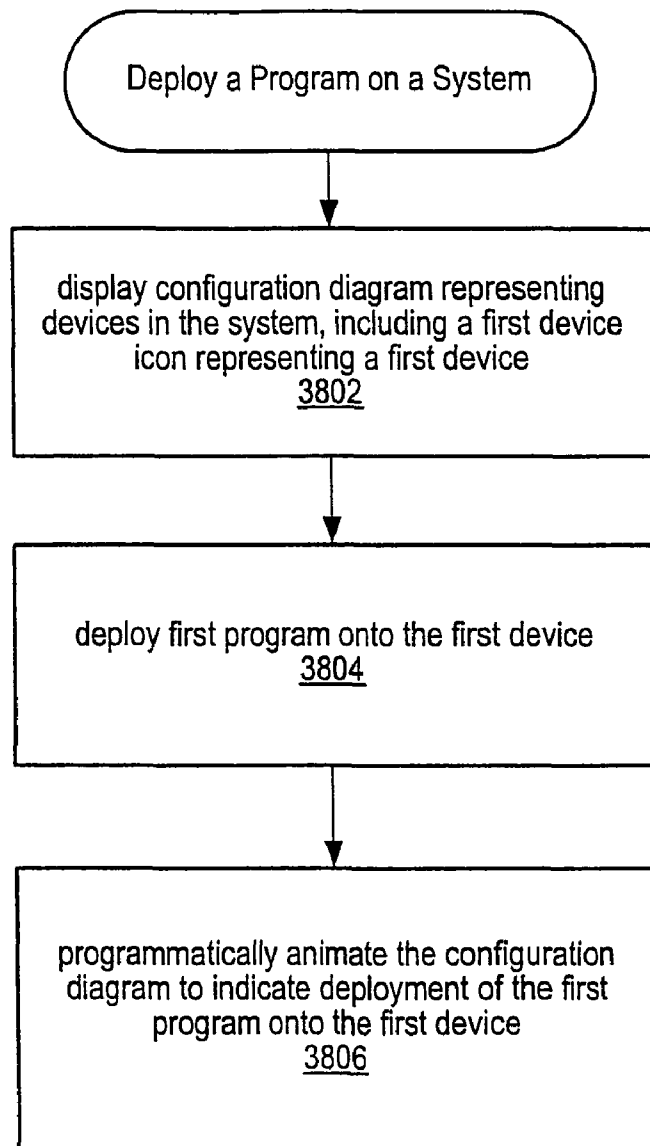 Deploy a Program on a System
display configuration diagram representing
devices in the system, including a first device
icon representing a first device
3802
deploy first program onto the first device
3804
programmatically animate the configuration
diagram to indicate deployment of the first
program onto the first device
3806